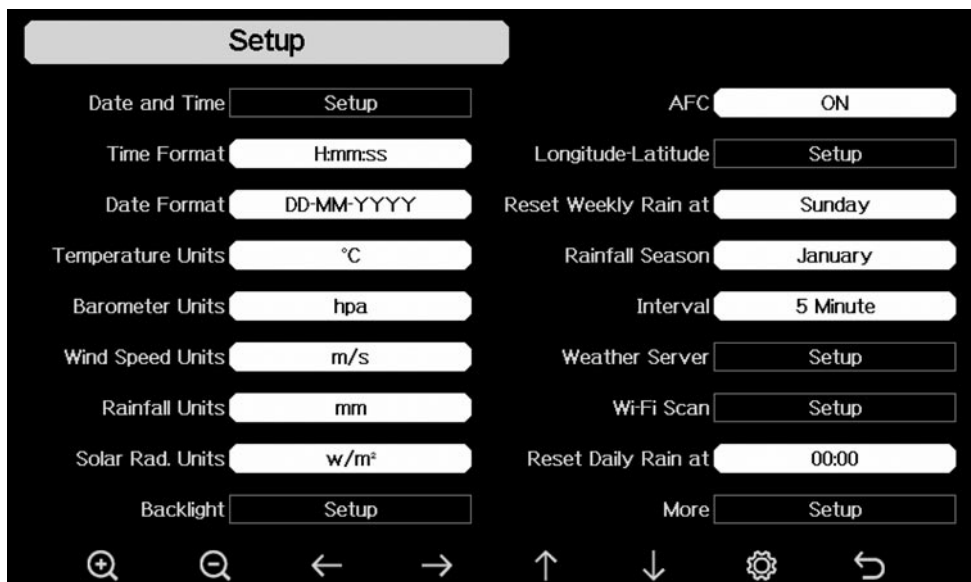 Setup
Date and Time Setup
Time Format H:mm:ss
Date Format DD-MM-YYYY
Temperature Units °C
Barometer Units hpa
Wind Speed Units m/s
Rainfall Units mm
Solar Rad. Units w/m²
Backlight Setup
AFC ON
Longitude-Latitude Setup
Reset Weekly Rain at Sunday
Rainfall Season January
Interval 5 Minute
Weather Server Setup
Wi-Fi Scan Setup
Reset Daily Rain at 00:00
More Setup